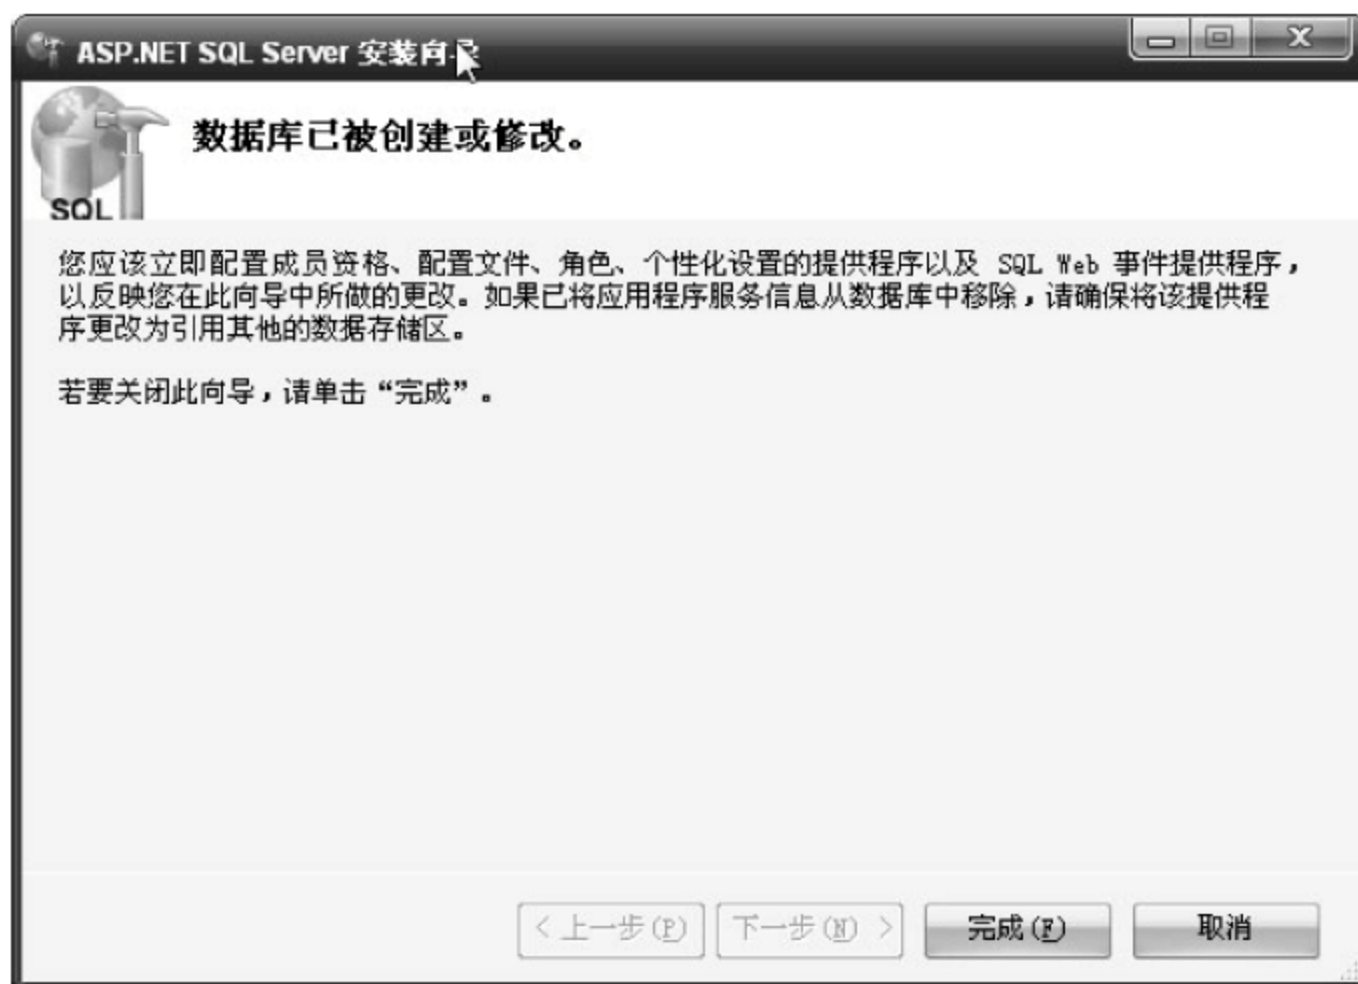 ASP.NET SQL Server 安装向导
数据库已被创建或修改。
SQL
您应该立即配置成员资格、配置文件、角色、个性化设置的提供程序以及 SQL Web 事件提供程序，
以反映您在此向导中所做的更改。如果已将应用程序服务信息从数据库中移除，请确保将该提供程
序更改为引用其他的数据存储区。
若要关闭此向导，请单击“完成”。
< 上一步(P)
下一步(N) >
完成(F)
取消